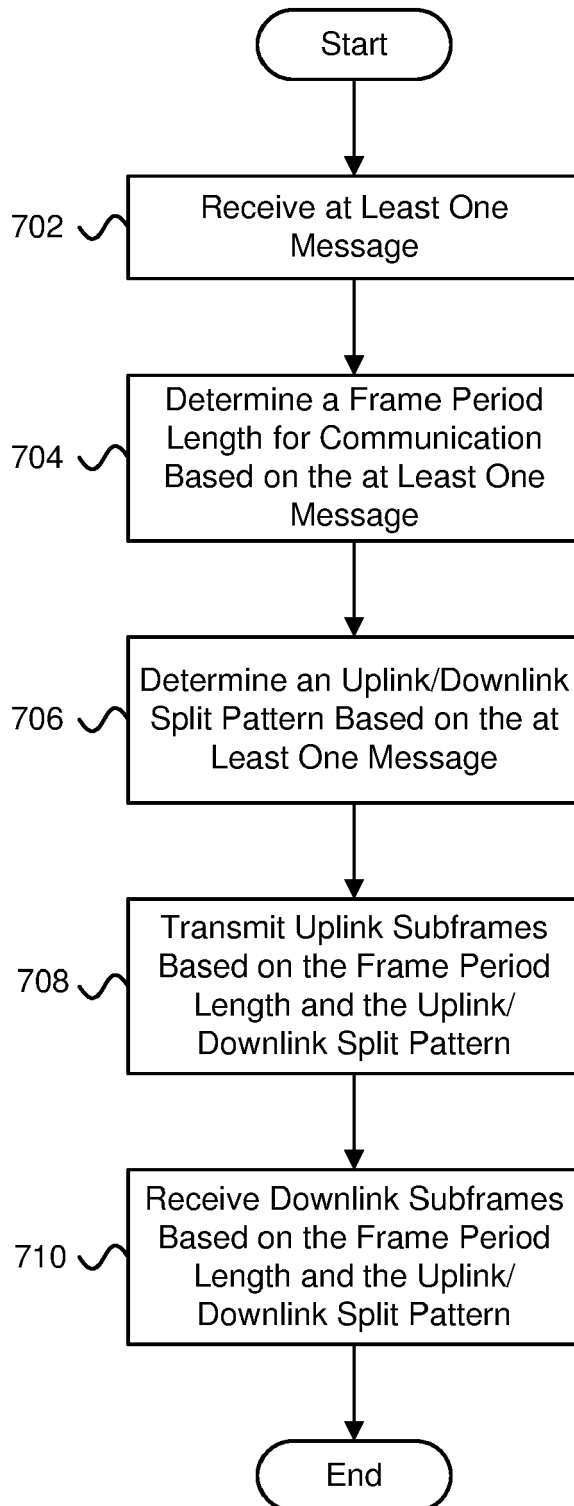 Start
702
Receive at Least One
Message
704
Determine a Frame Period
Length for Communication
Based on the at Least One
Message
706
Determine an Uplink/Downlink
Split Pattern Based on the at
Least One Message
708
Transmit Uplink Subframes
Based on the Frame Period
Length and the Uplink/
Downlink Split Pattern
710
Receive Downlink Subframes
Based on the Frame Period
Length and the Uplink/
Downlink Split Pattern
End